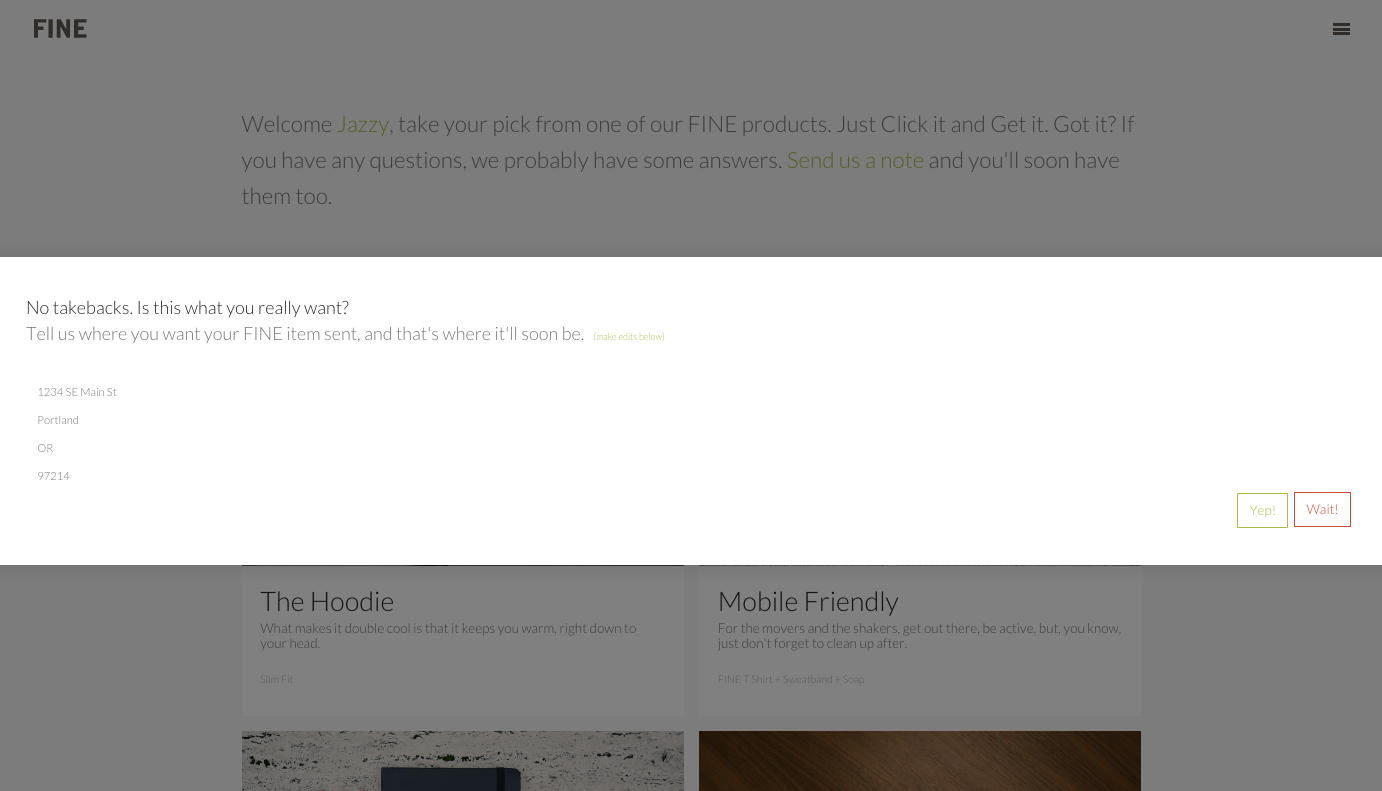 FINE
Welcome Jazzy, take your pick from one of our FINE products. Just Click it and Get it. Got it? If
you have any questions, we probably have some answers. Send us a note and you'll soon have
them too.
No takebacks. Is this what you really want?
Tell us where you want your FINE item sent, and that's where it'll soon be. (make edits below)
1234 SE Main St
Portland
OR
97214
Yep! Wait!
The Hoodie
What makes it double cool is that it keeps you warm, right down to
your head.
Slim Fit
Mobile Friendly
For the movers and the shakers, get out there, be active, but, you know,
just don't forget to clean up after.
FINE T Shirt + Sweatband + Soap